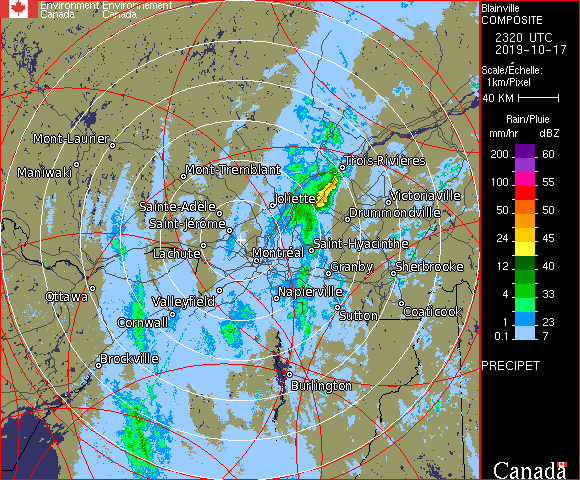 Environment Environnement
Canada Canada
Blainville
COMPOSITE
2320 UTC
2019-10-17
Scale/Échelle:
1km/Pixel
40 KM
Rain/Pluie
mm/hr dBZ
200 60
100 55
50 50
24 45
12 40
4 33
1 23
0.1 7
PRECIPET
Canada
Mont-Laurier
Maniwaki
Mont-Tremblant
Trois-Rivières
Sainte-Adèle
Joliette
Victoriaville
Drummondville
Saint-Jérôme
Lachute
Montréal
Saint-Hyacinthe
Granby
Sherbrooke
Ottawa
Valleyfield
Napierville
Cornwall
Sutton
Coaticook
Brockville
Burlington